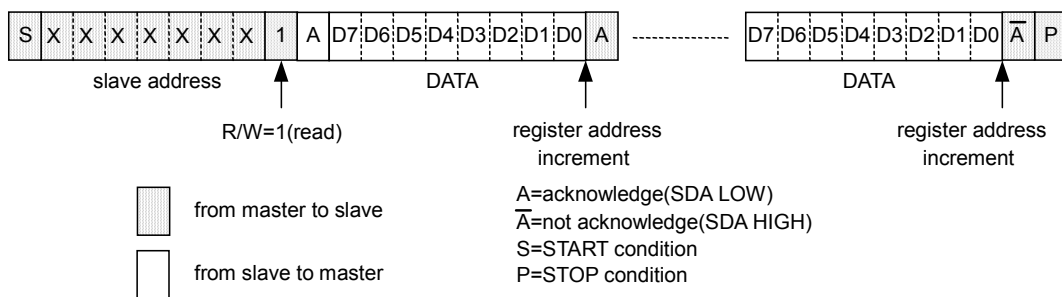 S X X X X X X X 1 A D7 D6 D5 D4 D3 D2 D1 D0 A D7 D6 D5 D4 D3 D2 D1 D0 A̅ P
slave address DATA DATA
R/W=1(read) register address increment register address increment
from master to slave
from slave to master
A=acknowledge(SDA LOW)
A̅=not acknowledge(SDA HIGH)
S=START condition
P=STOP condition